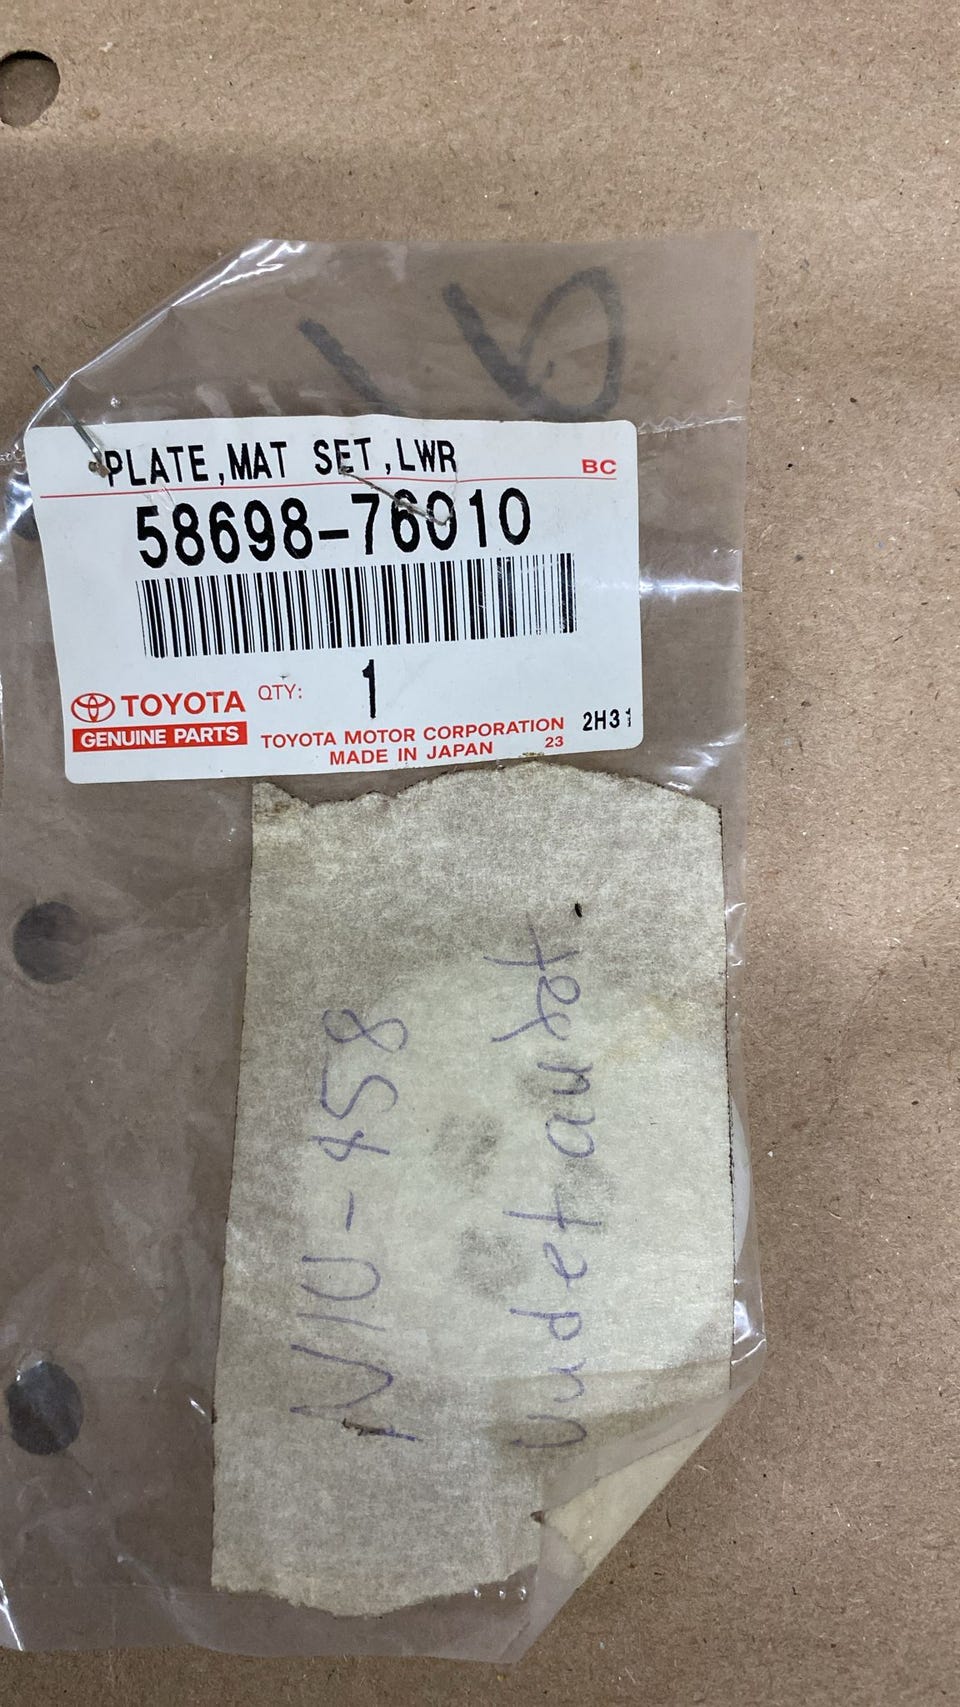 16
PLATE,MAT SET,LWR
BC
58698-76010
TOYOTA
GENUINE PARTS
QTY:
1
TOYOTA MOTOR CORPORATION
MADE IN JAPAN
23
2H31
N10-458